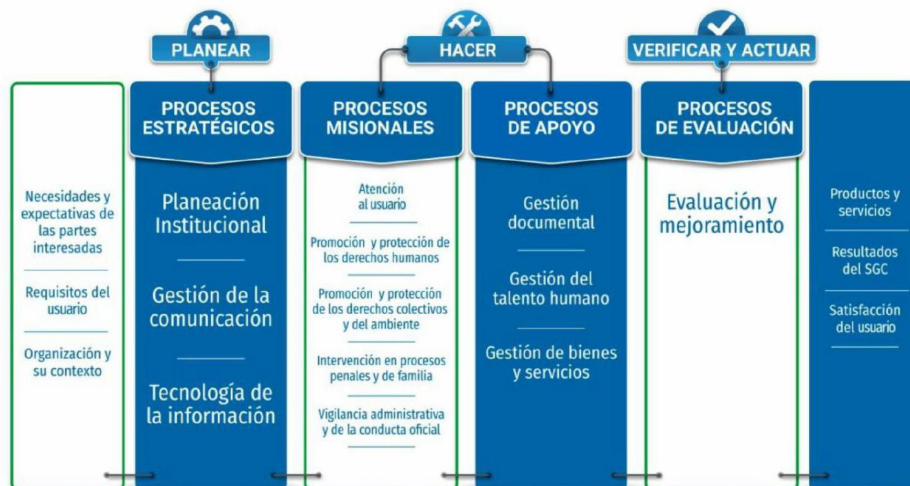 PLANEAR
HACER
VERIFICAR Y ACTUAR
Necesidades y
expectativas de
las partes
interesadas
Requisitos del
usuario
Organización y
su contexto
PROCESOS
ESTRATÉGICOS
Planeación
Institucional
Gestión de la
comunicación
Tecnología de
la información
PROCESOS
MISIONALES
Atención
al usuario
Promoción y protección de
los derechos humanos
Promoción y protección
de los derechos colectivos
y del ambiente
Intervención en procesos
penales y de familia
Vigilancia administrativa
y de la conducta oficial
PROCESOS
DE APOYO
Gestión
documental
Gestión del
talento humano
Gestión de bienes
y servicios
PROCESOS
DE EVALUACIÓN
Evaluación y
mejoramiento
Productos y
servicios
Resultados
del SGC
Satisfacción
del usuario